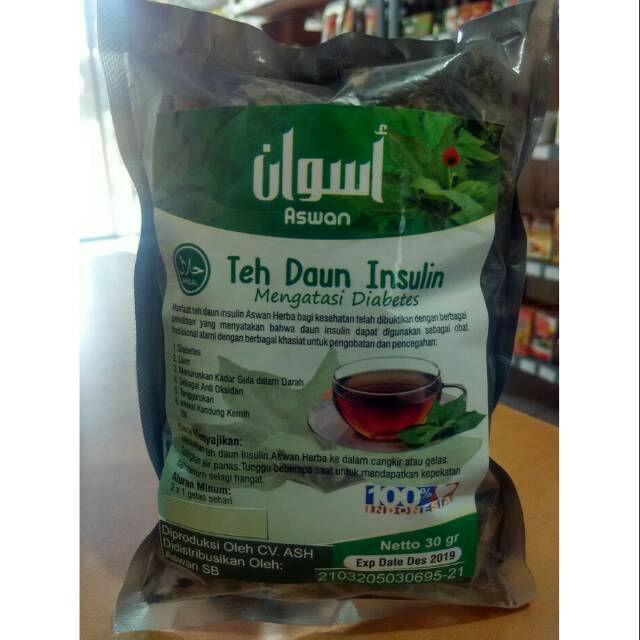 أسوان
Aswan
حلال
Teh Daun Insulin
Mengatasi Diabetes
Manfaat teh daun insulin Aswan Herba bagi kesehatan telah dibuktikan dengan berbagai
penelitian yang menyatakan bahwa daun insulin dapat digunakan sebagai obat
tradisional alami dengan berbagai khasiat untuk pengobatan dan pencegahan:
1. Diabetes
2. Liver
3. Menurunkan Kadar Gula dalam Darah
4. Sebagai Anti Oksidan
5. Tenggorokan
6. Infeksi Kandung Kemih
Cara Menyajikan:
teh daun Insulin Aswan Herba ke dalam cangkir atau gelas.
air panas. Tunggu beberapa saat untuk mendapatkan kepekatan
selagi hangat.
Aturan Minum:
2 x 1 gelas sehari.
100%
INDONESIA
Diproduksi Oleh CV. ASH
Didistribusikan Oleh:
Aswan SB
Netto 30 gr
Exp Date Des 2019
2103205030695-21